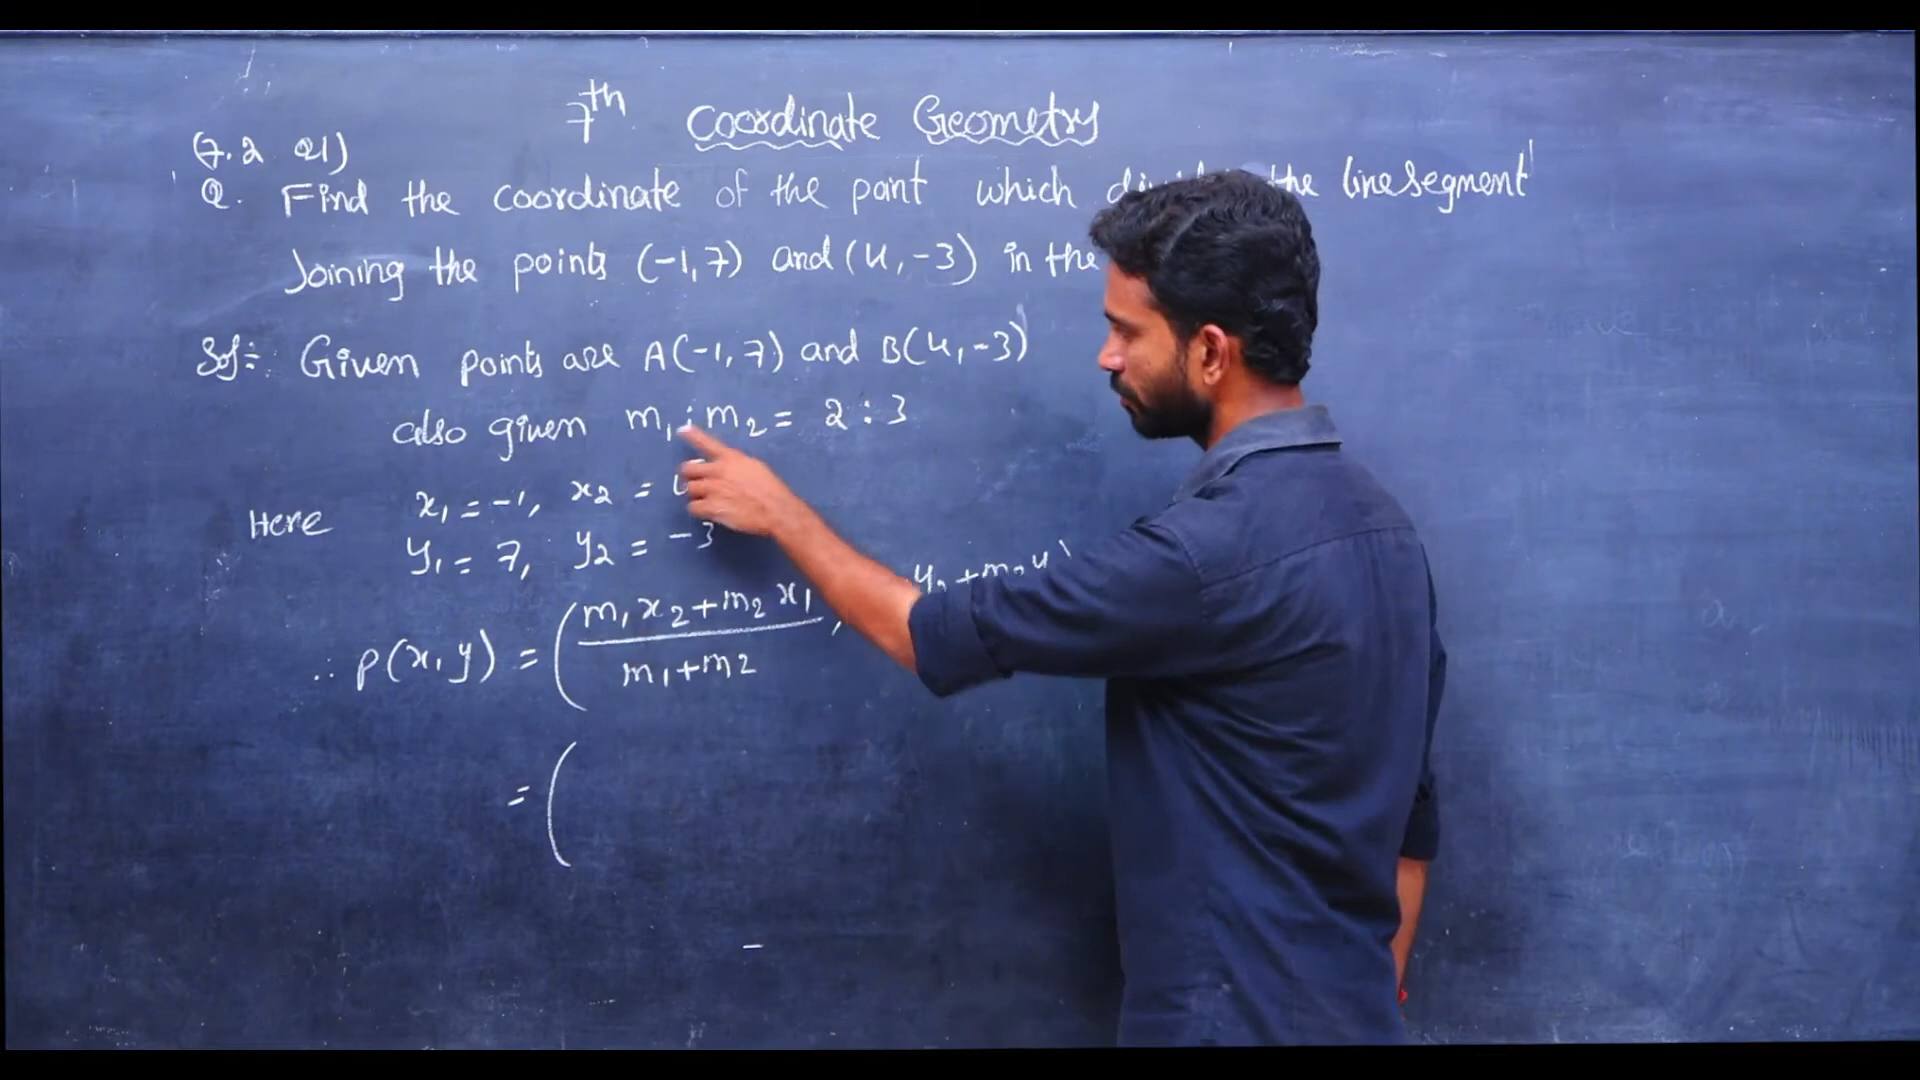 7th Coordinate Geometry
(7.2 Q1)
Q. Find the coordinate of the point which the line segment
Joining the points (-1, 7) and (4, -3) in the
Sol:- Given points are A(-1, 7) and B(4, -3)
also given m₁ : m₂ = 2 : 3
Here x₁ = -1, x₂ =
y₁ = 7, y₂ = -3
∴ P(x, y) = ( m₁x₂ + m₂x₁ / m₁ + m₂ , y₂ + m₂y
= (